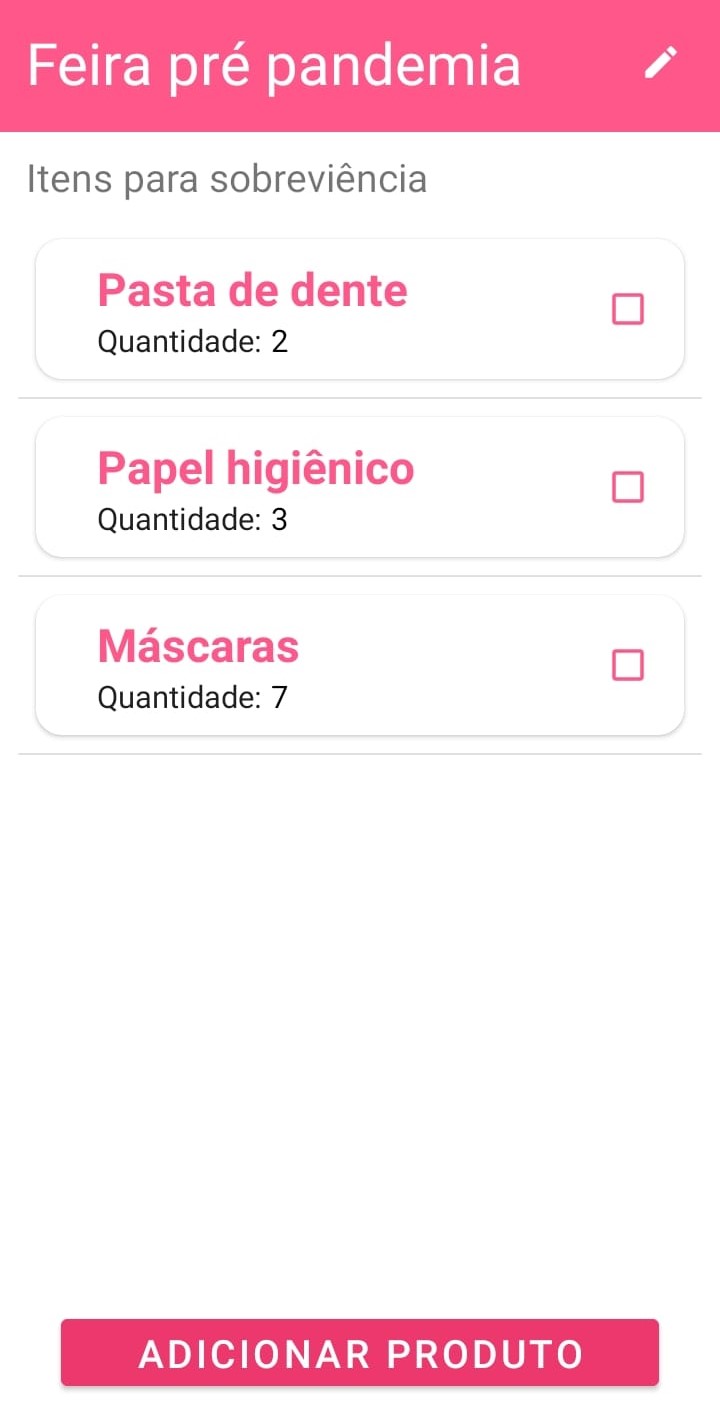 Feira pré pandemia
Itens para sobreviência
Pasta de dente
Quantidade: 2
Papel higiênico
Quantidade: 3
Máscaras
Quantidade: 7
ADICIONAR PRODUTO